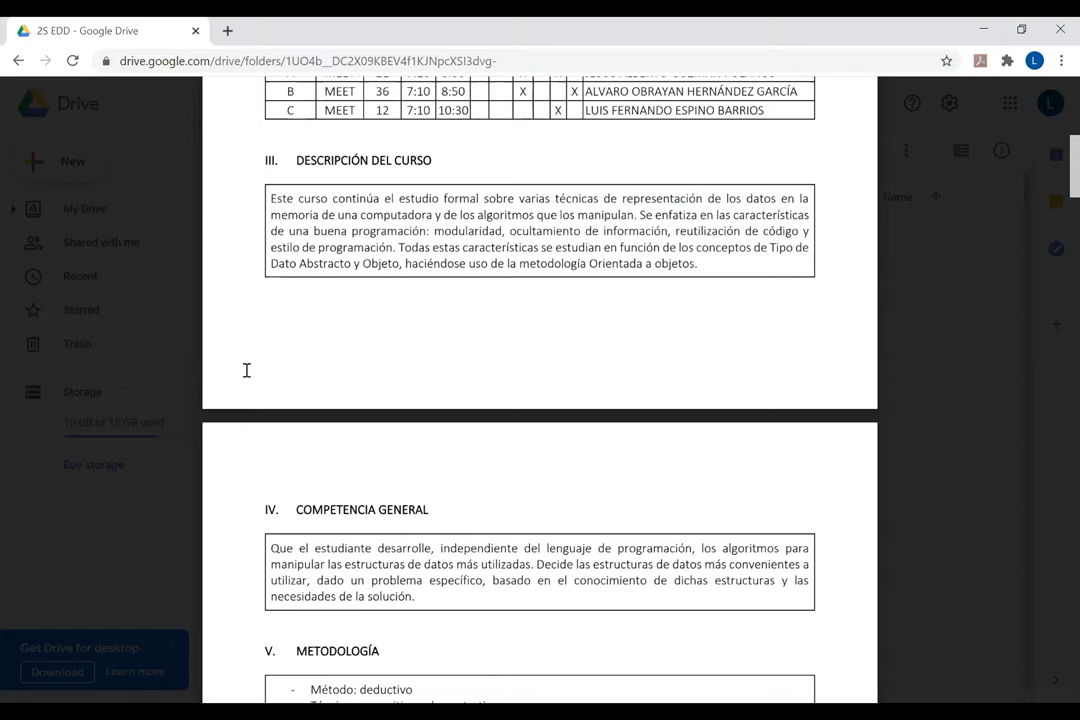 2S EDD - Google Drive
drive.google.com/drive/folders/1UO4b__DC2X09KBEV4f1KJNpcXSI3dvg-
L
Drive
L
New
My Drive
Shared with me
Recent
Starred
Trash
Storage
10 GB of 15 GB used
Buy storage
Get Drive for desktop
Download Learn more
Name
B MEET 36 7:10 8:50 X X ALVARO OBRAYAN HERNÁNDEZ GARCÍA
C MEET 12 7:10 10:30 X LUIS FERNANDO ESPINO BARRIOS
III. DESCRIPCIÓN DEL CURSO
Este curso continúa el estudio formal sobre varias técnicas de representación de los datos en la
memoria de una computadora y de los algoritmos que los manipulan. Se enfatiza en las características
de una buena programación: modularidad, ocultamiento de información, reutilización de código y
estilo de programación. Todas estas características se estudian en función de los conceptos de Tipo de
Dato Abstracto y Objeto, haciéndose uso de la metodología Orientada a objetos.
IV. COMPETENCIA GENERAL
Que el estudiante desarrolle, independiente del lenguaje de programación, los algoritmos para
manipular las estructuras de datos más utilizadas. Decide las estructuras de datos más convenientes a
utilizar, dado un problema específico, basado en el conocimiento de dichas estructuras y las
necesidades de la solución.
V. METODOLOGÍA
- Método: deductivo